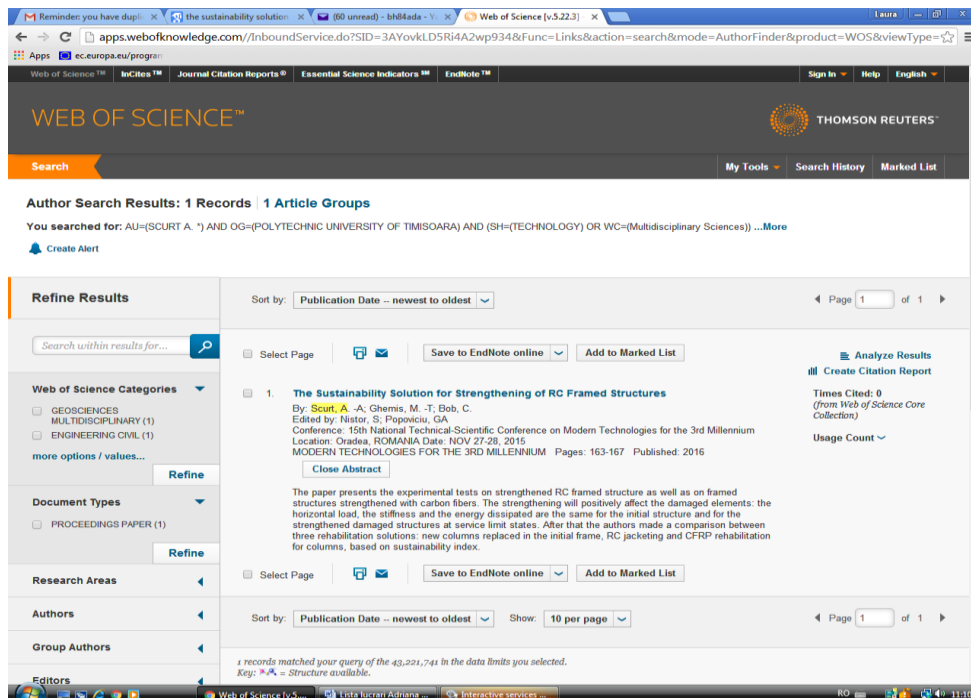 Reminder: you have dupli
the sustainability solution
(60 unread) - bh84ada - Ya
Web of Science [v.5.22.3] -
Laura
apps.webofknowledge.com//InboundService.do?SID=3AYovkLD5Ri4A2wp934&Func=Links&action=search&mode=AuthorFinder&product=WOS&viewType=
Apps ec.europa.eu/program
Web of Science™ InCites™ Journal Citation Reports® Essential Science Indicators SM EndNote™ Sign In Help English
WEB OF SCIENCE™
THOMSON REUTERS™
Search
My Tools Search History Marked List
Author Search Results: 1 Records | 1 Article Groups
You searched for: AU=(SCURT A. *) AND OG=(POLYTECHNIC UNIVERSITY OF TIMISOARA) AND (SH=(TECHNOLOGY) OR WC=(Multidisciplinary Sciences)) ...More
Create Alert
Refine Results
Search within results for...
Web of Science Categories
GEOSCIENCES
MULTIDISCIPLINARY (1)
ENGINEERING CIVIL (1)
more options / values...
Refine
Document Types
PROCEEDINGS PAPER (1)
Refine
Research Areas
Authors
Group Authors
Editors
Sort by: Publication Date -- newest to oldest
Page 1 of 1
Select Page
Save to EndNote online
Add to Marked List
Analyze Results
Create Citation Report
1. The Sustainability Solution for Strengthening of RC Framed Structures
By: Scurt, A. -A; Ghemis, M. -T; Bob, C.
Edited by: Nistor, S; Popoviciu, GA
Conference: 15th National Technical-Scientific Conference on Modern Technologies for the 3rd Millennium
Location: Oradea, ROMANIA Date: NOV 27-28, 2015
MODERN TECHNOLOGIES FOR THE 3RD MILLENNIUM Pages: 163-167 Published: 2016
Close Abstract
Times Cited: 0
(from Web of Science Core
Collection)
Usage Count
The paper presents the experimental tests on strengthened RC framed structure as well as on framed
structures strengthened with carbon fibers. The strengthening will positively affect the damaged elements: the
horizontal load, the stiffness and the energy dissipated are the same for the initial structure and for the
strengthened damaged structures at service limit states. After that the authors made a comparison between
three rehabilitation solutions: new columns replaced in the initial frame, RC jacketing and CFRP rehabilitation
for columns, based on sustainability index.
Select Page
Save to EndNote online
Add to Marked List
Sort by: Publication Date -- newest to oldest
Show: 10 per page
Page 1 of 1
1 records matched your query of the 43,221,741 in the data limits you selected.
Key: = Structure available.
Web of Science [v.5....
Lista lucrari Adriana ...
Interactive services ...
RO